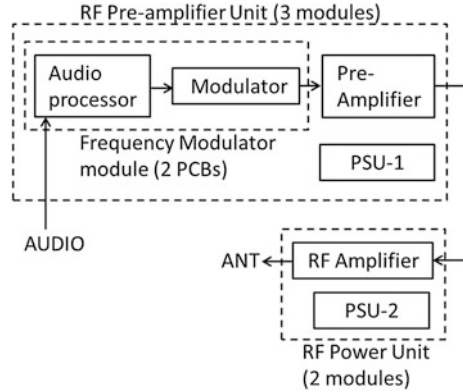 RF Pre-amplifier Unit (3 modules)
Audio
processor
Modulator
Pre-
Amplifier
Frequency Modulator
module (2 PCBs)
PSU-1
AUDIO
ANT
RF Amplifier
PSU-2
RF Power Unit
(2 modules)